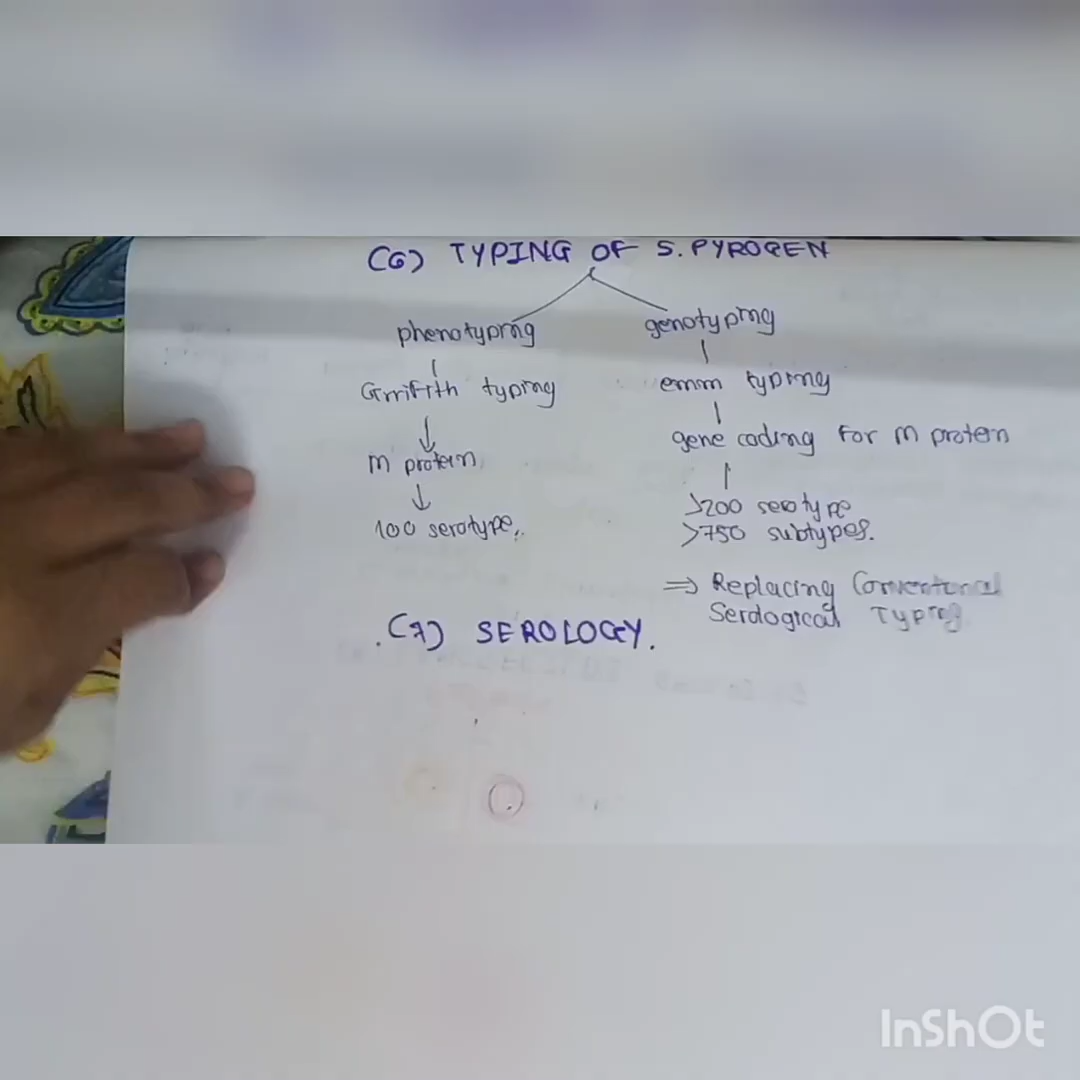 (6) TYPING OF S. PYROGEN
phenotyping
genotyping
Griffith typing
emm typing
M protein
gene coding for M protein
100 serotype.
>200 serotype
>750 subtypes.
⇒ Replacing Conventional
Serological Typing.
(7) SEROLOGY.
InShOt